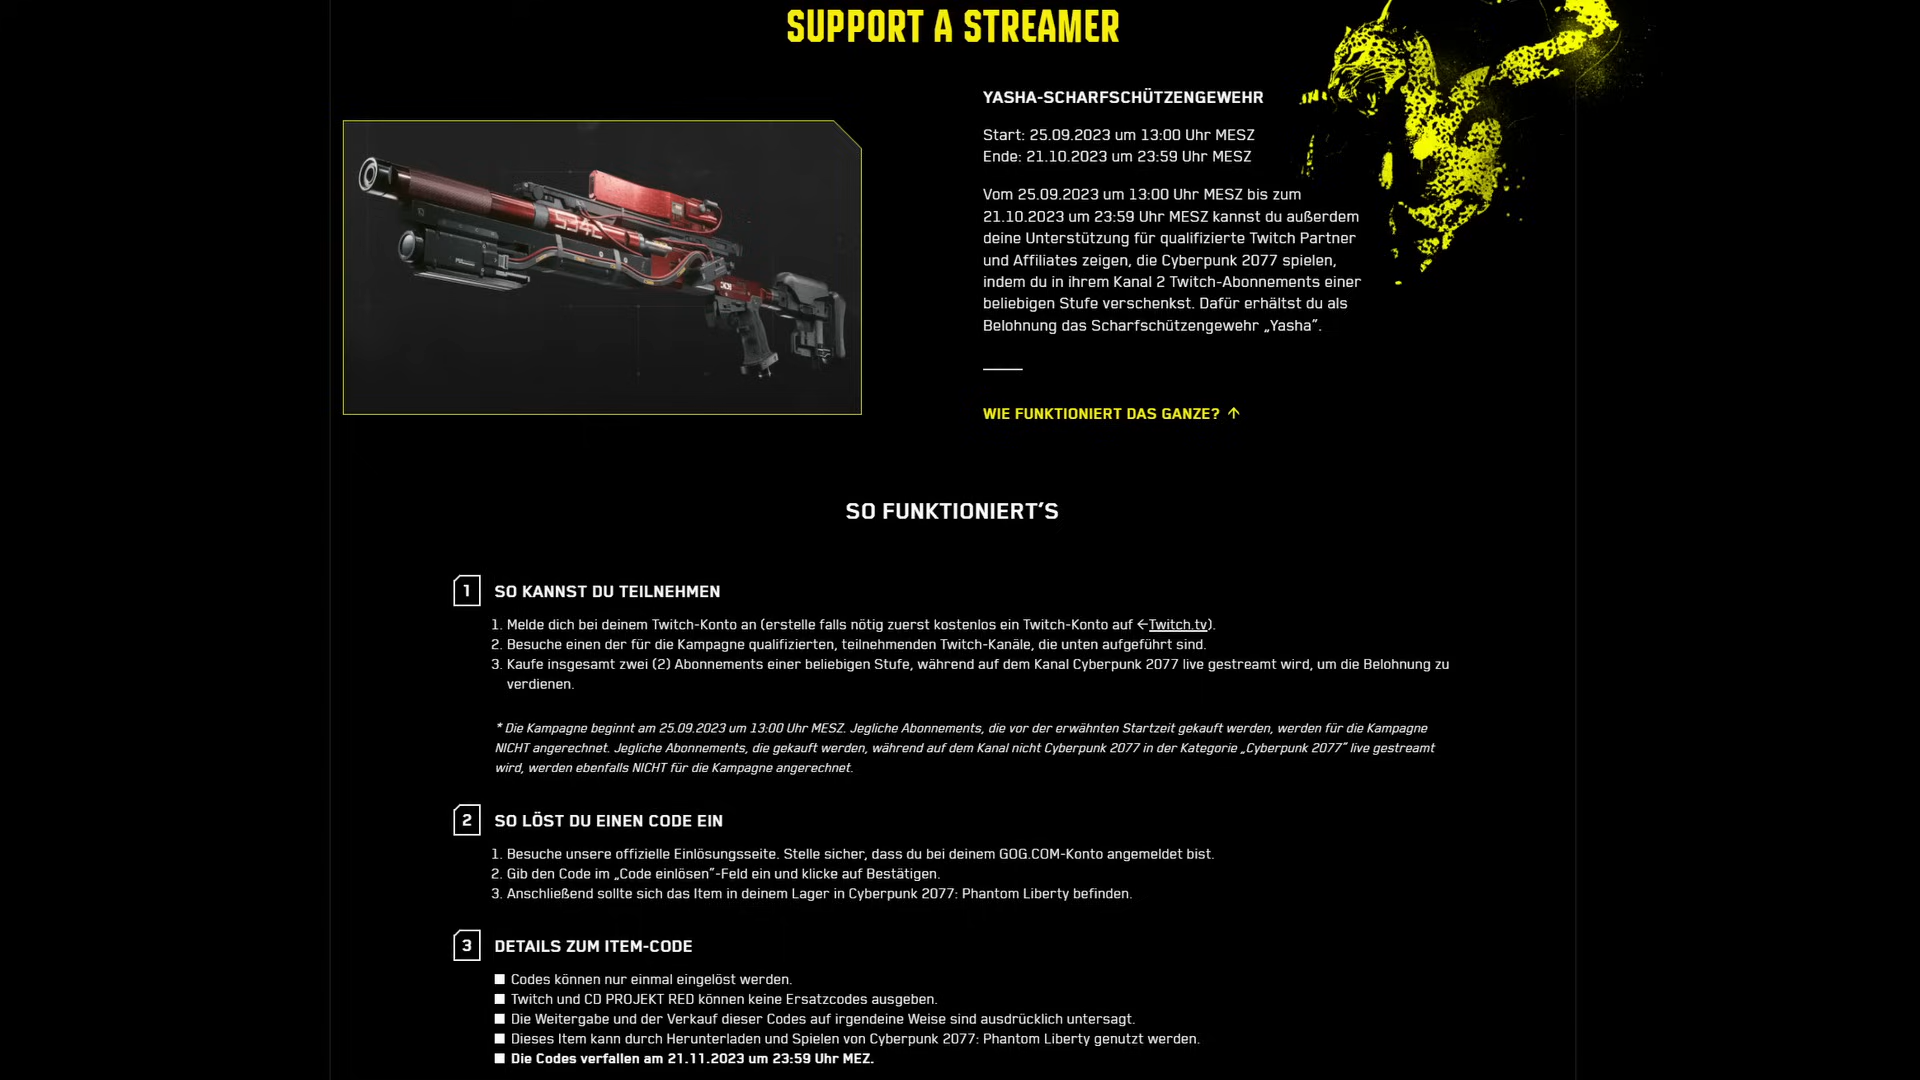 SUPPORT A STREAMER
YASHA-SCHARFSCHÜTZENGEWEHR
Start: 25.09.2023 um 13:00 Uhr MESZ
Ende: 21.10.2023 um 23:59 Uhr MESZ
Vom 25.09.2023 um 13:00 Uhr MESZ bis zum
21.10.2023 um 23:59 Uhr MESZ kannst du außerdem
deine Unterstützung für qualifizierte Twitch Partner
und Affiliates zeigen, die Cyberpunk 2077 spielen,
indem du in ihrem Kanal 2 Twitch-Abonnements einer
beliebigen Stufe verschenkst. Dafür erhältst du als
Belohnung das Scharfschützengewehr „Yasha“.
WIE FUNKTIONIERT DAS GANZE? ↑
SO FUNKTIONIERT’S
1 SO KANNST DU TEILNEHMEN
1. Melde dich bei deinem Twitch-Konto an (erstelle falls nötig zuerst kostenlos ein Twitch-Konto auf ←Twitch.tv).
2. Besuche einen der für die Kampagne qualifizierten, teilnehmenden Twitch-Kanäle, die unten aufgeführt sind.
3. Kaufe insgesamt zwei (2) Abonnements einer beliebigen Stufe, während auf dem Kanal Cyberpunk 2077 live gestreamt wird, um die Belohnung zu
verdienen.
* Die Kampagne beginnt am 25.09.2023 um 13:00 Uhr MESZ. Jegliche Abonnements, die vor der erwähnten Startzeit gekauft werden, werden für die Kampagne
NICHT angerechnet. Jegliche Abonnements, die gekauft werden, während auf dem Kanal nicht Cyberpunk 2077 in der Kategorie „Cyberpunk 2077“ live gestreamt
wird, werden ebenfalls NICHT für die Kampagne angerechnet.
2 SO LÖST DU EINEN CODE EIN
1. Besuche unsere offizielle Einlösungsseite. Stelle sicher, dass du bei deinem GOG.COM-Konto angemeldet bist.
2. Gib den Code im „Code einlösen“-Feld ein und klicke auf Bestätigen.
3. Anschließend sollte sich das Item in deinem Lager in Cyberpunk 2077: Phantom Liberty befinden.
3 DETAILS ZUM ITEM-CODE
■ Codes können nur einmal eingelöst werden.
■ Twitch und CD PROJEKT RED können keine Ersatzcodes ausgeben.
■ Die Weitergabe und der Verkauf dieser Codes auf irgendeine Weise sind ausdrücklich untersagt.
■ Dieses Item kann durch Herunterladen und Spielen von Cyberpunk 2077: Phantom Liberty genutzt werden.
■ Die Codes verfallen am 21.11.2023 um 23:59 Uhr MEZ.